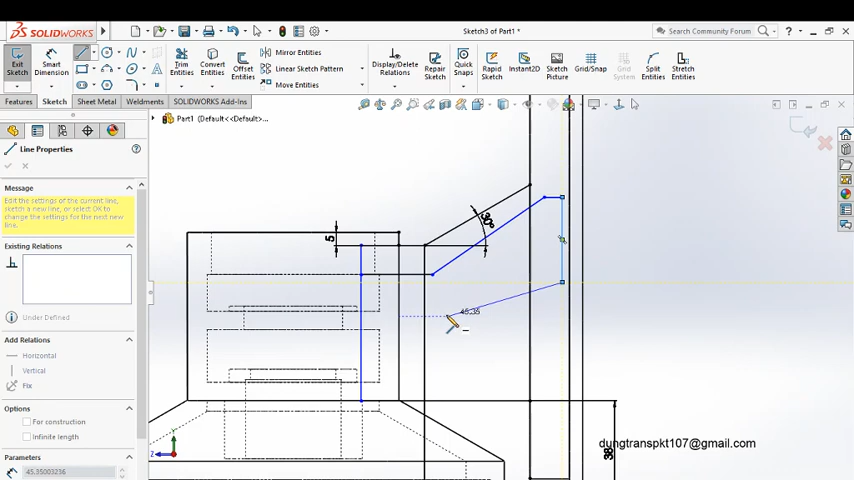 SOLIDWORKS
Sketch3 of Part1 *
Search Community Forum
Exit Sketch
Smart Dimension
Trim Entities
Convert Entities
Offset Entities
Mirror Entities
Linear Sketch Pattern
Move Entities
Display/Delete Relations
Repair Sketch
Quick Snaps
Rapid Sketch
Instant2D
Sketch Picture
Grid/Snap
Grid System
Split Entities
Stretch Entities
Features
Sketch
Sheet Metal
Weldments
SOLIDWORKS Add-Ins
Part1 (Default<<Default>...
Line Properties
Message
Edit the settings of the current line, sketch a new line, or select OK to change the settings for the next new line.
Existing Relations
Under Defined
Add Relations
Horizontal
Vertical
Fix
Options
For construction
Infinite length
Parameters
45.35003236
5
30°
45.35
38
dungtranspkt107@gmail.com
Y
Z